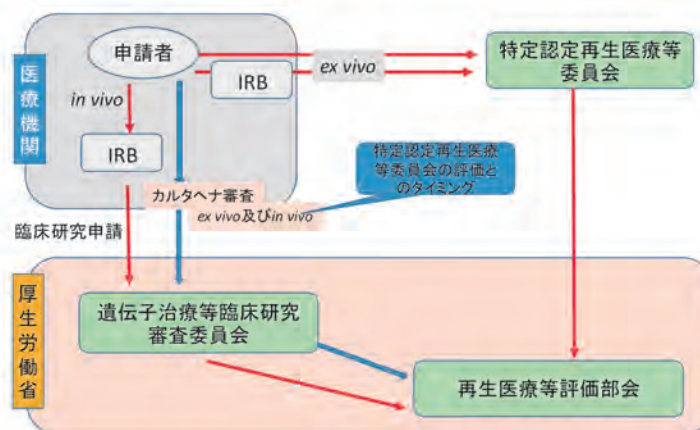 申請者
ex vivo
特定認定再生医療等
委員会
医療機関
IRB
in vivo
IRB
特定認定再生医療
等委員会の評価と
のタイミング
カルタヘナ審査
ex vivo及びin vivo
臨床研究申請
厚生労働省
遺伝子治療等臨床研究
審査委員会
再生医療等評価部会